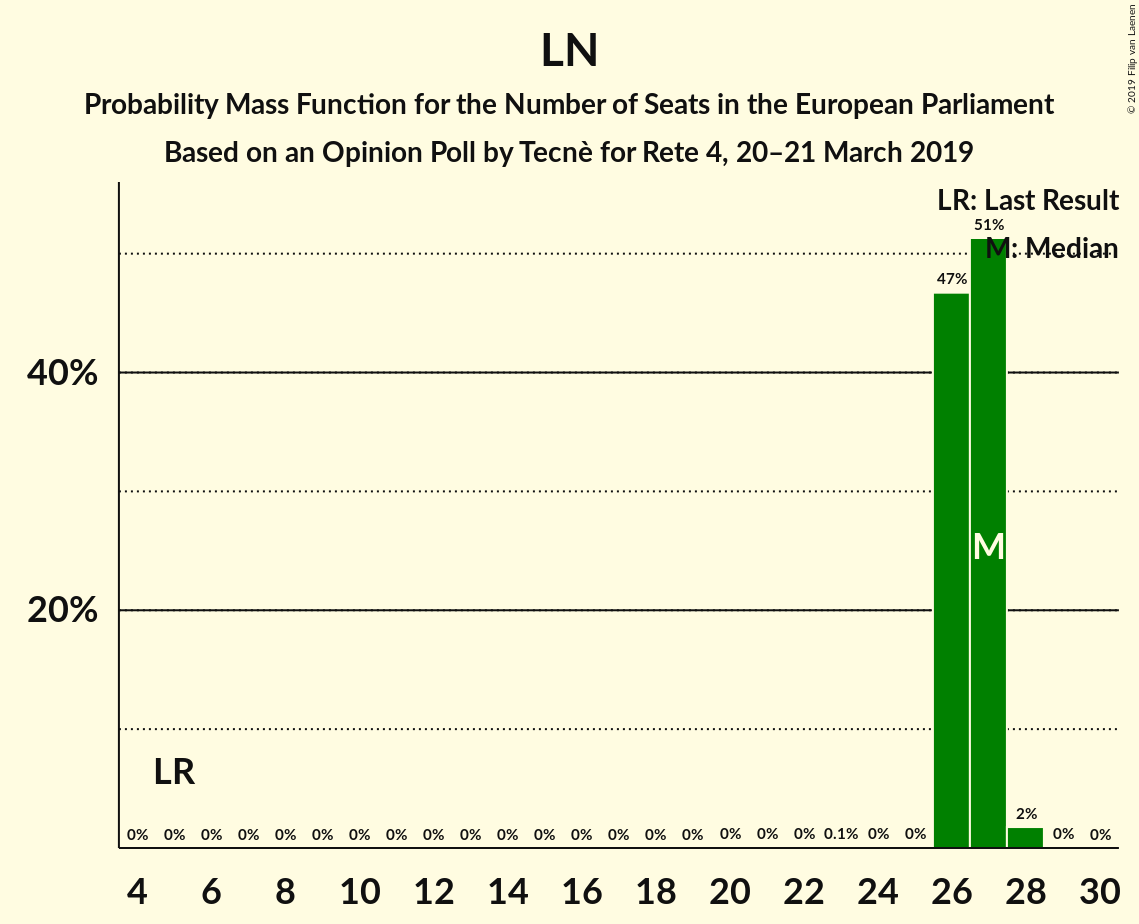 LN
Probability Mass Function for the Number of Seats in the European Parliament
Based on an Opinion Poll by Tecnè for Rete 4, 20–21 March 2019
© 2019 Filip van Laenen
LR: Last Result
M: Median
51%
47%
40%
M
20%
LR
2%
0% 0% 0% 0% 0% 0% 0% 0% 0% 0% 0% 0% 0% 0% 0% 0% 0% 0% 0% 0.1% 0% 0% 0% 0%
4 6 8 10 12 14 16 18 20 22 24 26 28 30